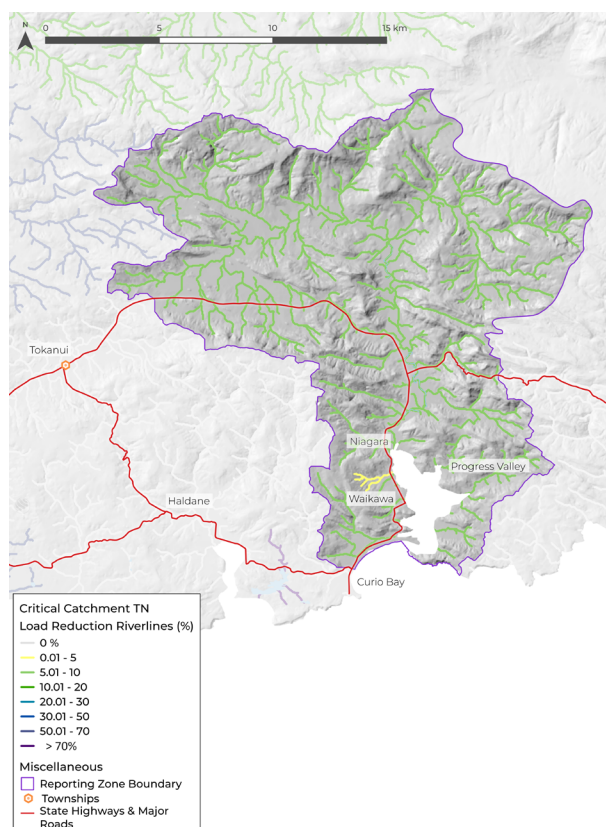 0 5 10 15 km
Tokanui
Niagara
Progress Valley
Waikawa
Haldane
Curio Bay
Critical Catchment TN
Load Reduction Riverlines (%)
0 %
0.01 - 5
5.01 - 10
10.01 - 20
20.01 - 30
30.01 - 50
50.01 - 70
> 70%
Miscellaneous
Reporting Zone Boundary
Townships
State Highways & Major
Roads